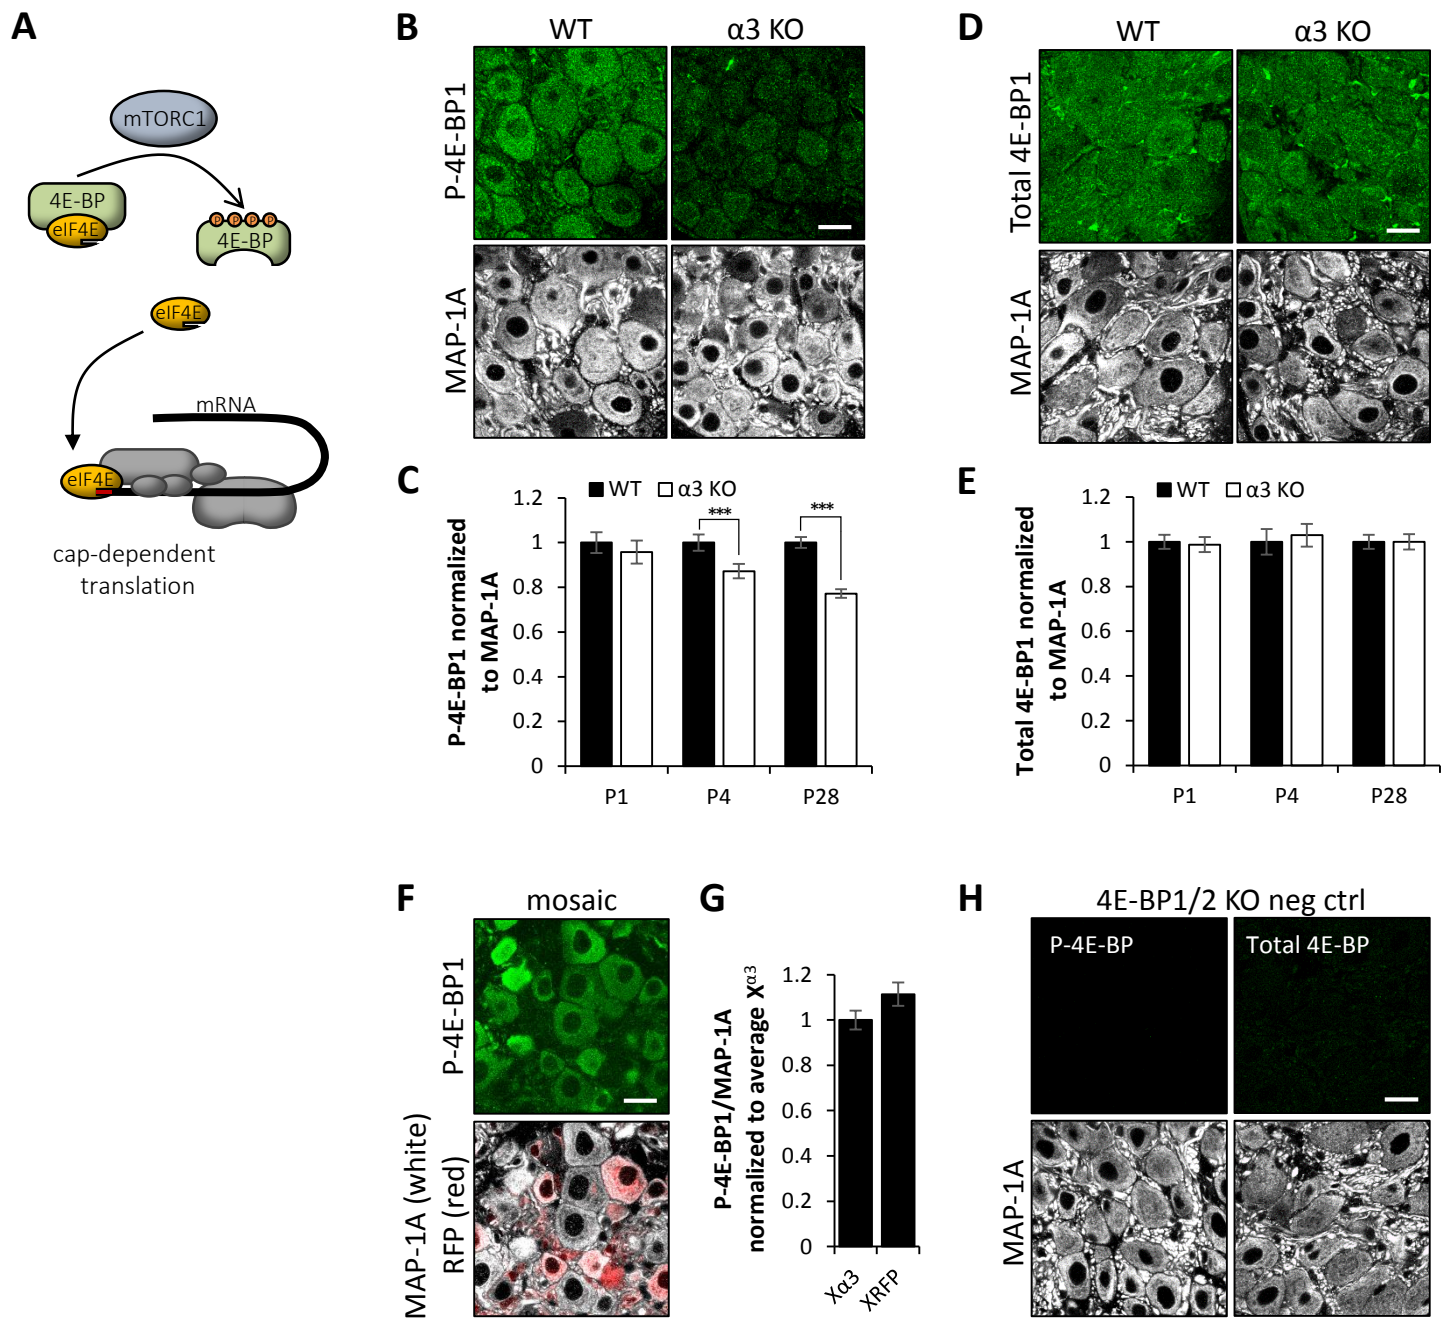 A
mTORC1
4E-BP
eIF4E
P P P P
4E-BP
eIF4E
mRNA
eIF4E
cap-dependent
translation
B
WT
α3 KO
P-4E-BP1
MAP-1A
C
WT
α3 KO
P-4E-BP1 normalized
to MAP-1A
1.2
1
0.8
0.6
0.4
0.2
0
***
***
P1
P4
P28
D
WT
α3 KO
Total 4E-BP1
MAP-1A
E
WT
α3 KO
Total 4E-BP1 normalized
to MAP-1A
1.2
1
0.8
0.6
0.4
0.2
0
P1
P4
P28
F
mosaic
P-4E-BP1
MAP-1A (white)
RFP (red)
G
P-4E-BP1/MAP-1A
normalized to average X^α3
1.2
1
0.8
0.6
0.4
0.2
0
Xα3
XRFP
H
4E-BP1/2 KO neg ctrl
P-4E-BP
Total 4E-BP
MAP-1A